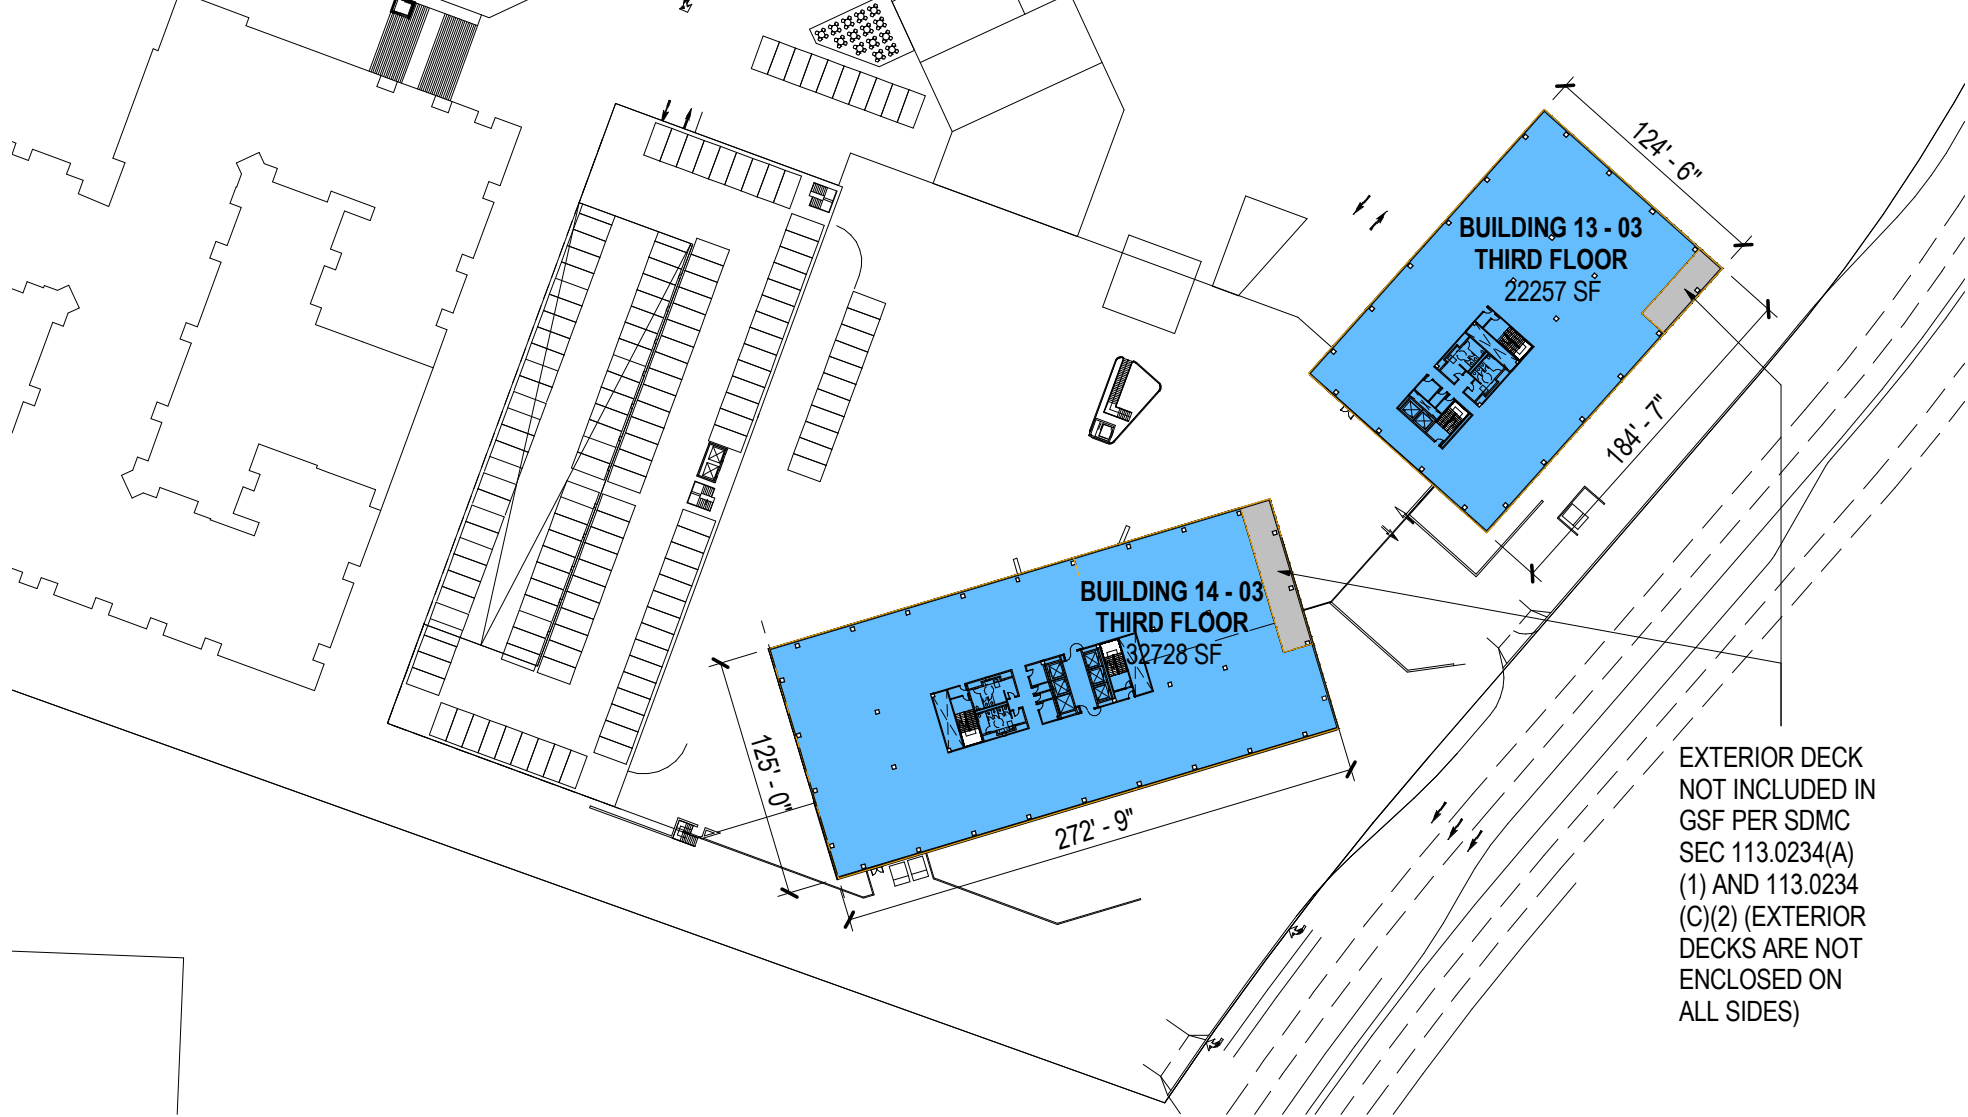 124' - 6"
BUILDING 13 - 03
THIRD FLOOR
22257 SF
184' - 7"
BUILDING 14 - 03
THIRD FLOOR
32728 SF
125' - 0"
272' - 9"
EXTERIOR DECK
NOT INCLUDED IN
GSF PER SDMC
SEC 113.0234(A)
(1) AND 113.0234
(C)(2) (EXTERIOR
DECKS ARE NOT
ENCLOSED ON
ALL SIDES)